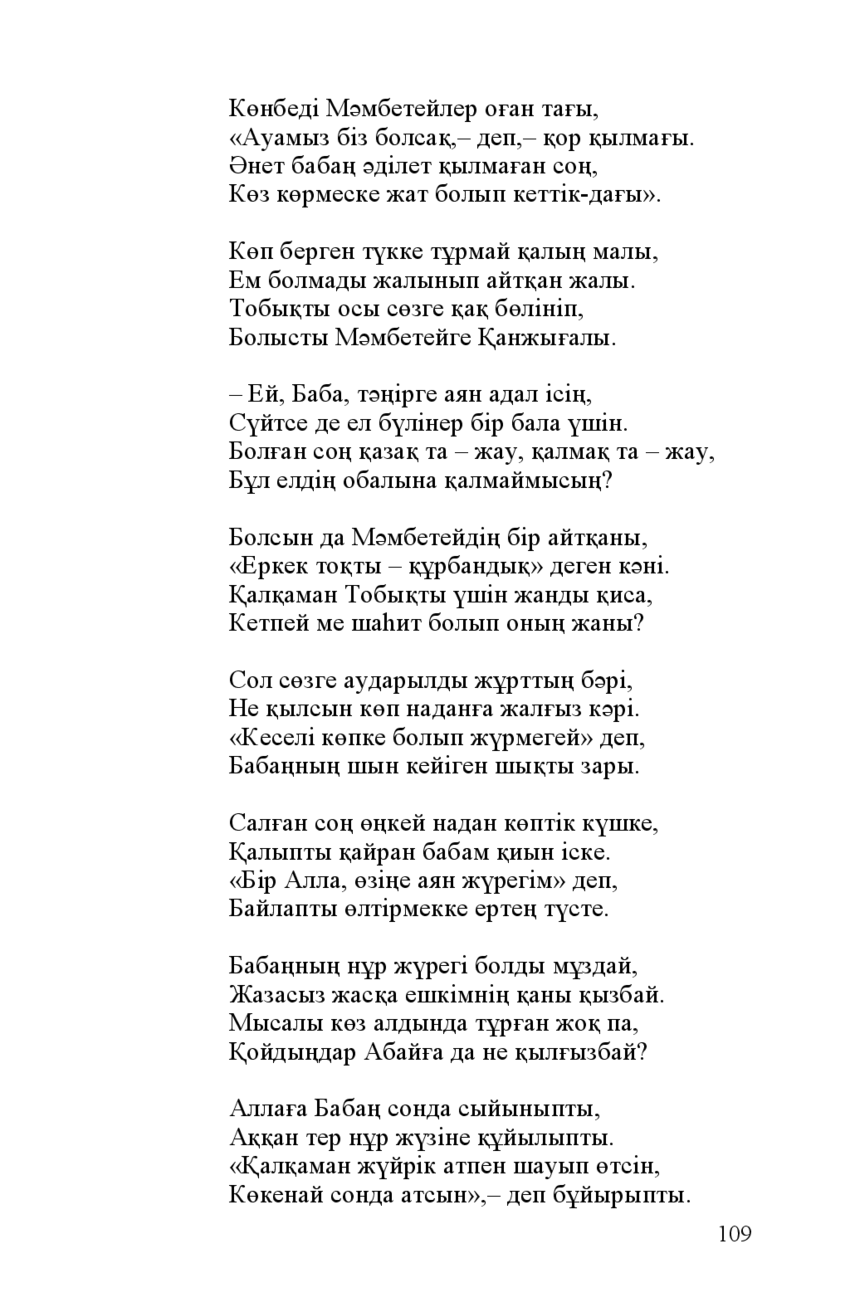 Көнбеді Мәмбетейлер оған тағы,
«Ауамыз біз болсақ,– деп,– қор қылмағы.
Әнет бабаң әділет қылмаған соң,
Көз көрмеске жат болып кеттік-дағы».
Көп берген түкке тұрмай қалың малы,
Ем болмады жалынып айтқан жалы.
Тобықты осы сөзге қақ бөлініп,
Болысты Мәмбетейге Қанжығалы.
– Ей, Баба, тәңірге аян адал ісің,
Сүйтсе де ел бүлінер бір бала үшін.
Болған соң қазақ та – жау, қалмақ та – жау,
Бұл елдің обалына қалмаймысың?
Болсын да Мәмбетейдің бір айтқаны,
«Еркек тоқты – құрбандық» деген кәні.
Қалқаман Тобықты үшін жанды қиса,
Кетпей ме шаһит болып оның жаны?
Сол сөзге аударылды жұрттың бәрі,
Не қылсын көп наданға жалғыз кәрі.
«Кеселі көпке болып жүрмегей» деп,
Бабаңның шын кейіген шықты зары.
Салған соң өңкей надан көптік күшке,
Қалыпты қайран бабам қиын іске.
«Бір Алла, өзіңе аян жүрегім» деп,
Байлапты өлтірмекке ертең түсте.
Бабаңның нұр жүрегі болды мұздай,
Жазасыз жасқа ешкімнің қаны қызбай.
Мысалы көз алдында тұрған жоқ па,
Қойдыңдар Абайға да не қылғызбай?
Аллаға Бабаң сонда сыйыныпты,
Аққан тер нұр жүзіне құйылыпты.
«Қалқаман жүйрік атпен шауып өтсін,
Көкенай сонда атсын»,– деп бұйырыпты.
109